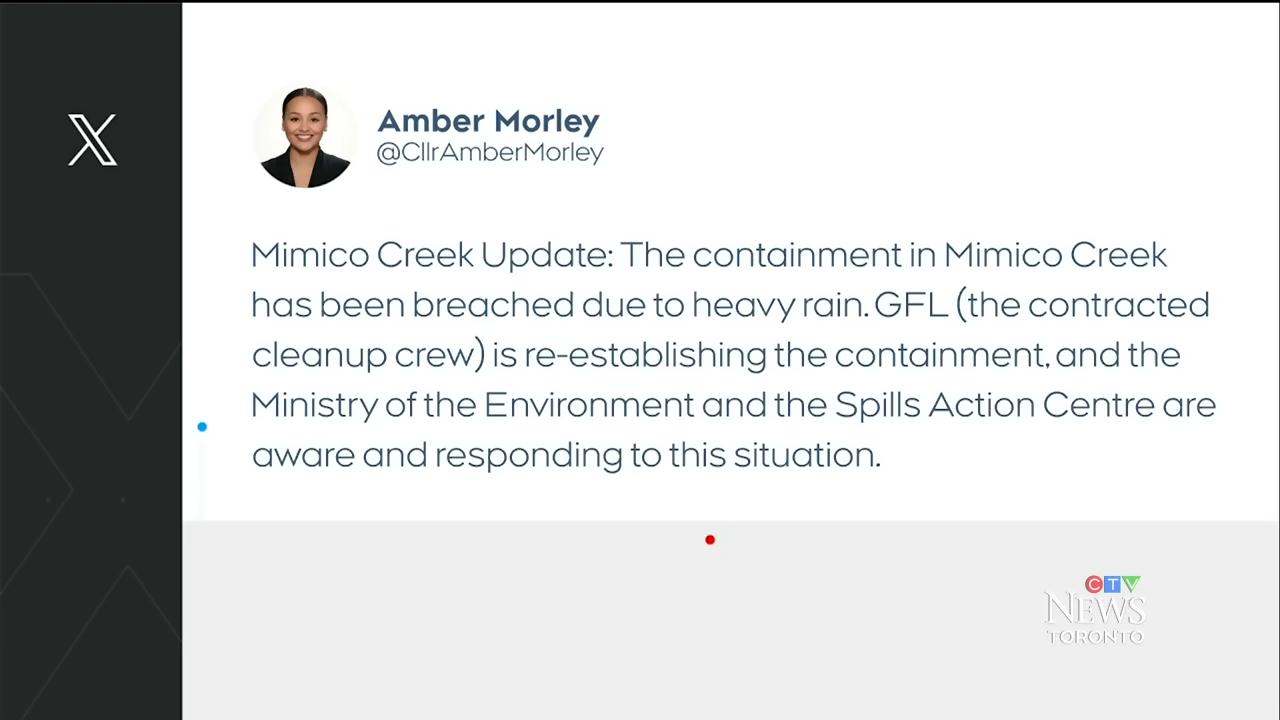 X
Amber Morley
@CllrAmberMorley
Mimico Creek Update: The containment in Mimico Creek
has been breached due to heavy rain. GFL (the contracted
cleanup crew) is re-establishing the containment, and the
Ministry of the Environment and the Spills Action Centre are
aware and responding to this situation.
CTV
NEWS
TORONTO